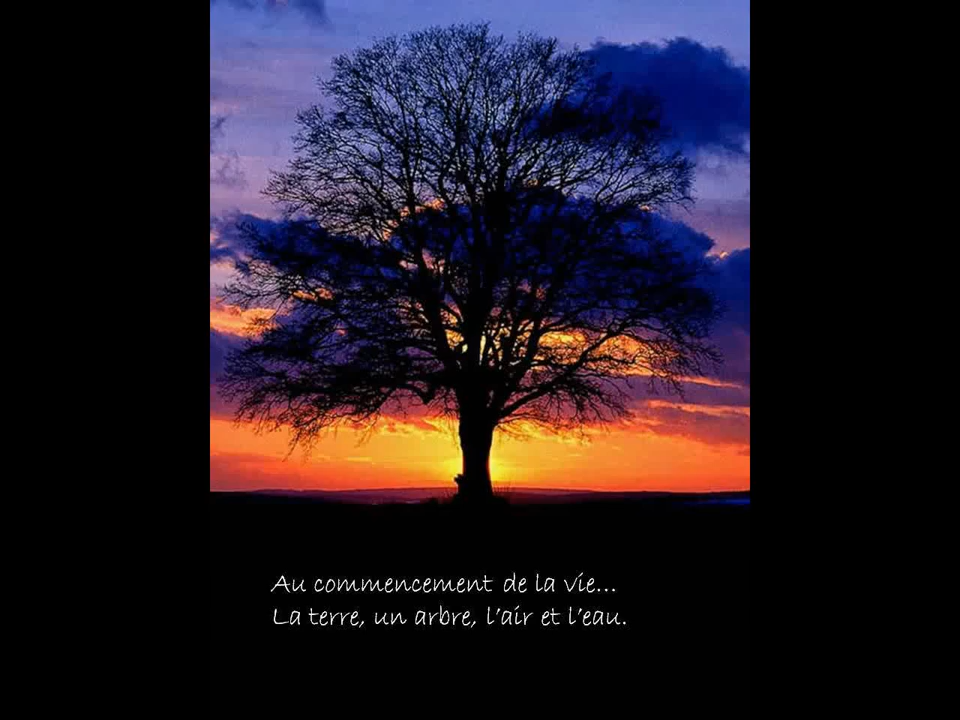 Au commencement de la vie...
La terre, un arbre, l'air et l'eau.